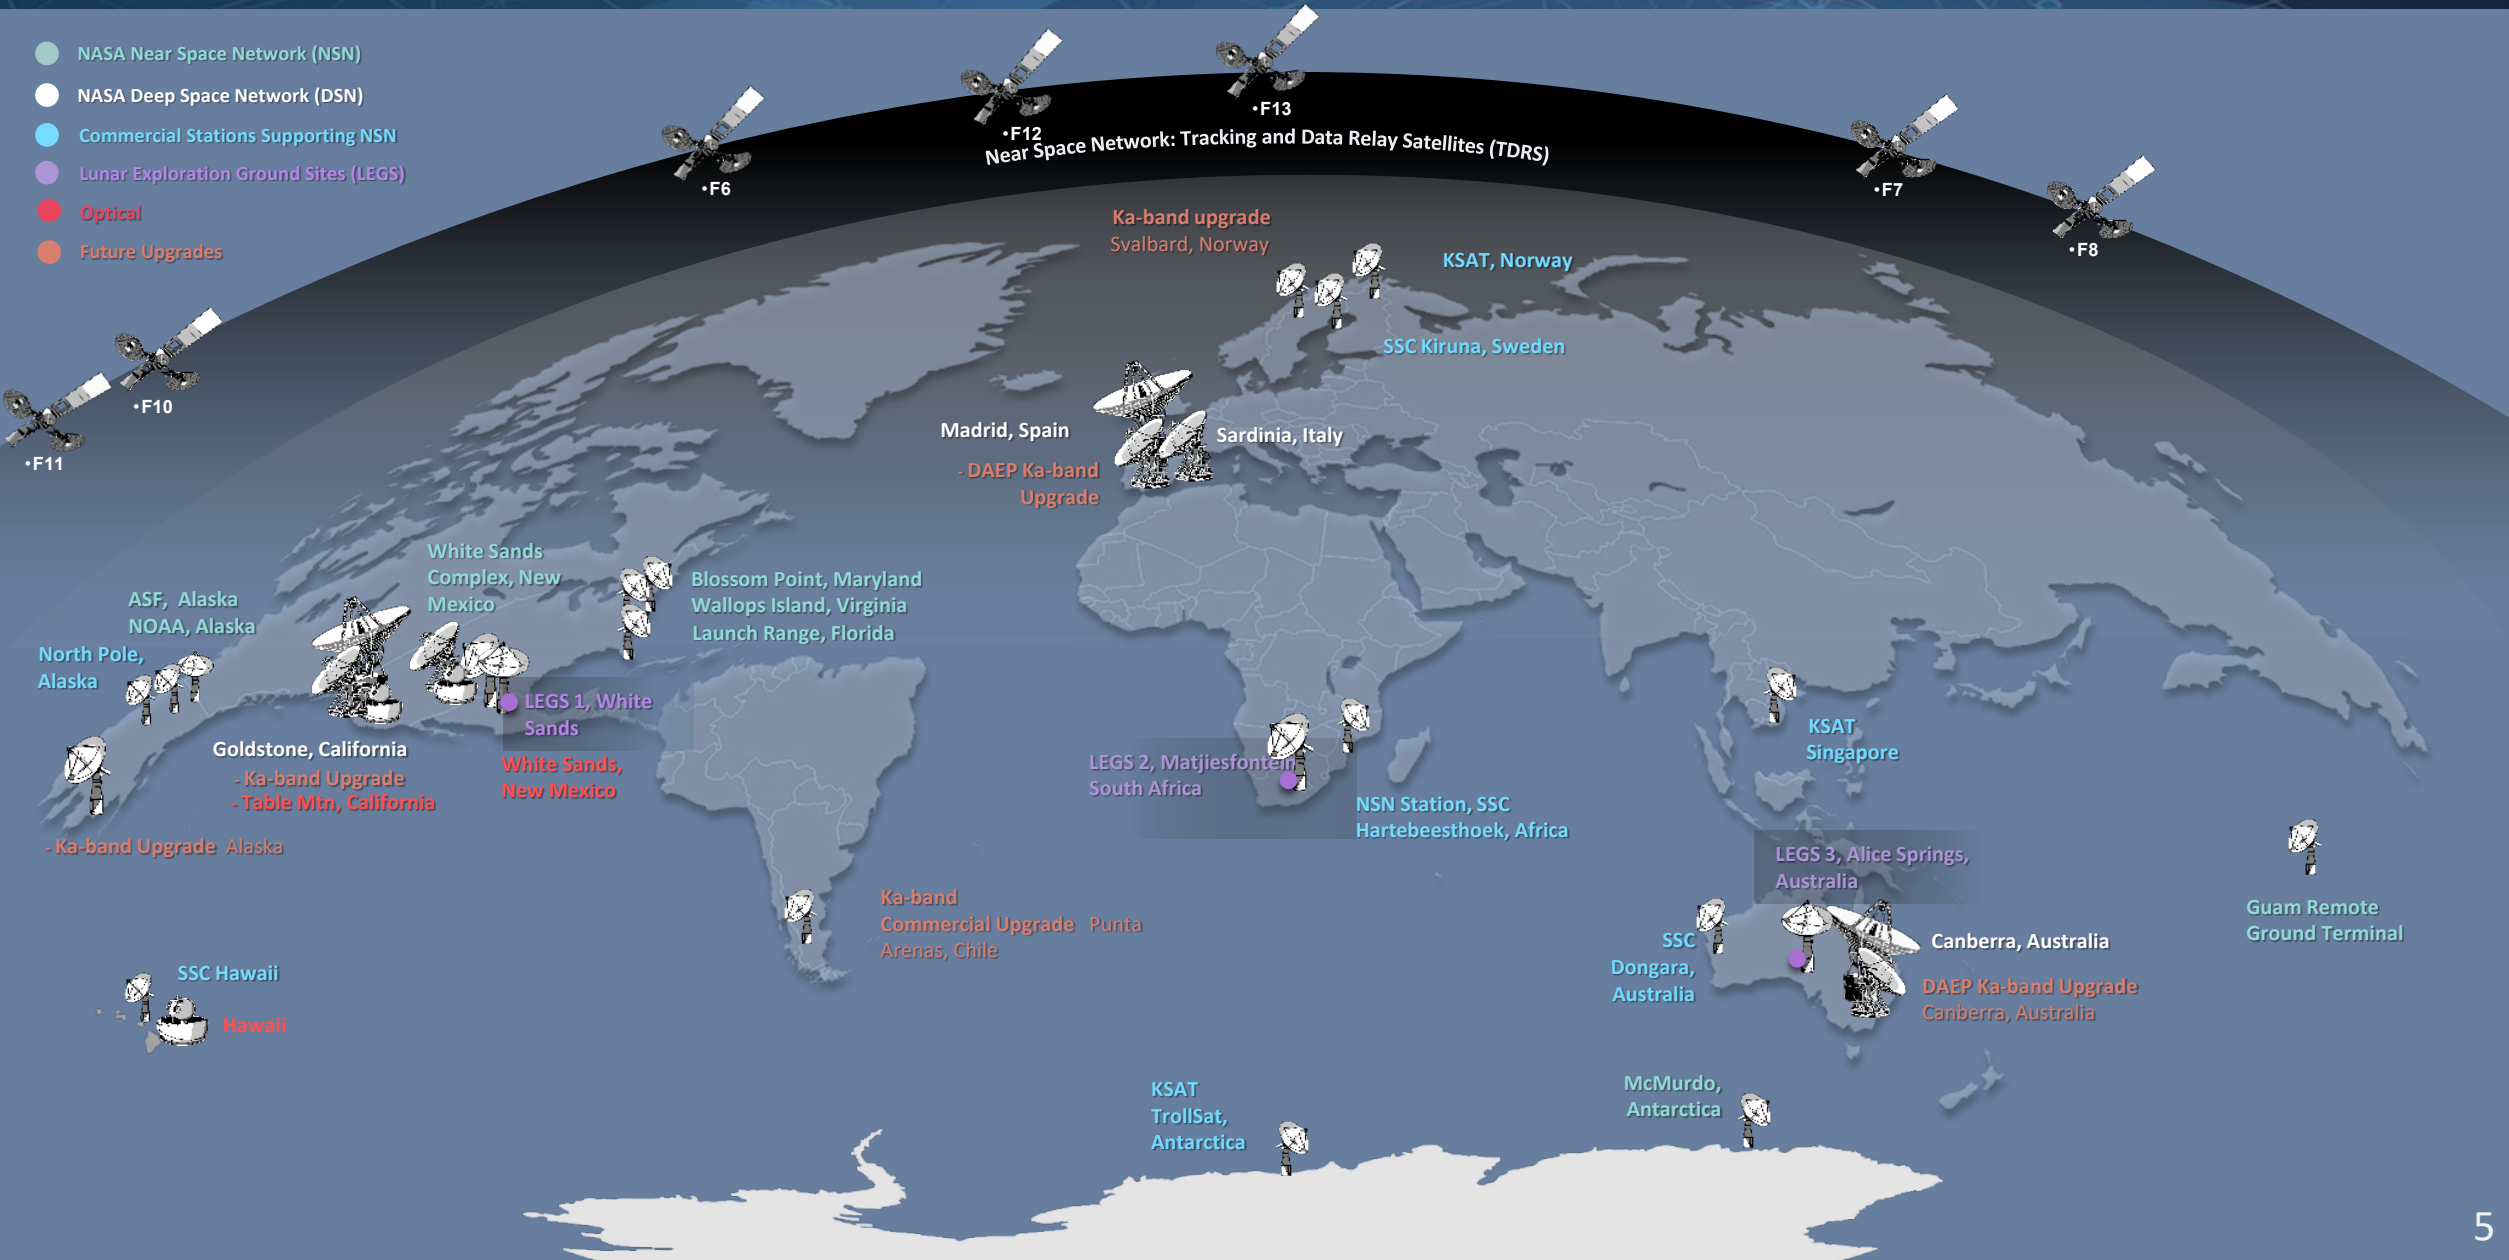 NASA Near Space Network (NSN)
NASA Deep Space Network (DSN)
Commercial Stations Supporting NSN
Lunar Exploration Ground Sites (LEGS)
Optical
Future Upgrades
•F13
•F12
Near Space Network: Tracking and Data Relay Satellites (TDRS)
•F6
•F7
•F8
•F10
•F11
Ka-band upgrade
Svalbard, Norway
KSAT, Norway
SSC Kiruna, Sweden
Madrid, Spain
Sardinia, Italy
- DAEP Ka-band
Upgrade
White Sands
Complex, New
Mexico
Blossom Point, Maryland
Wallops Island, Virginia
Launch Range, Florida
ASF, Alaska
NOAA, Alaska
North Pole,
Alaska
LEGS 1, White
Sands
Goldstone, California
- Ka-band Upgrade
- Table Mtn, California
White Sands,
New Mexico
- Ka-band Upgrade Alaska
LEGS 2, Matjiesfontein
South Africa
NSN Station, SSC
Hartebeesthoek, Africa
KSAT
Singapore
LEGS 3, Alice Springs,
Australia
Ka-band
Commercial Upgrade Punta
Arenas, Chile
Guam Remote
Ground Terminal
SSC
Dongara,
Australia
Canberra, Australia
DAEP Ka-band Upgrade
Canberra, Australia
SSC Hawaii
Hawaii
KSAT
TrollSat,
Antarctica
McMurdo,
Antarctica
5